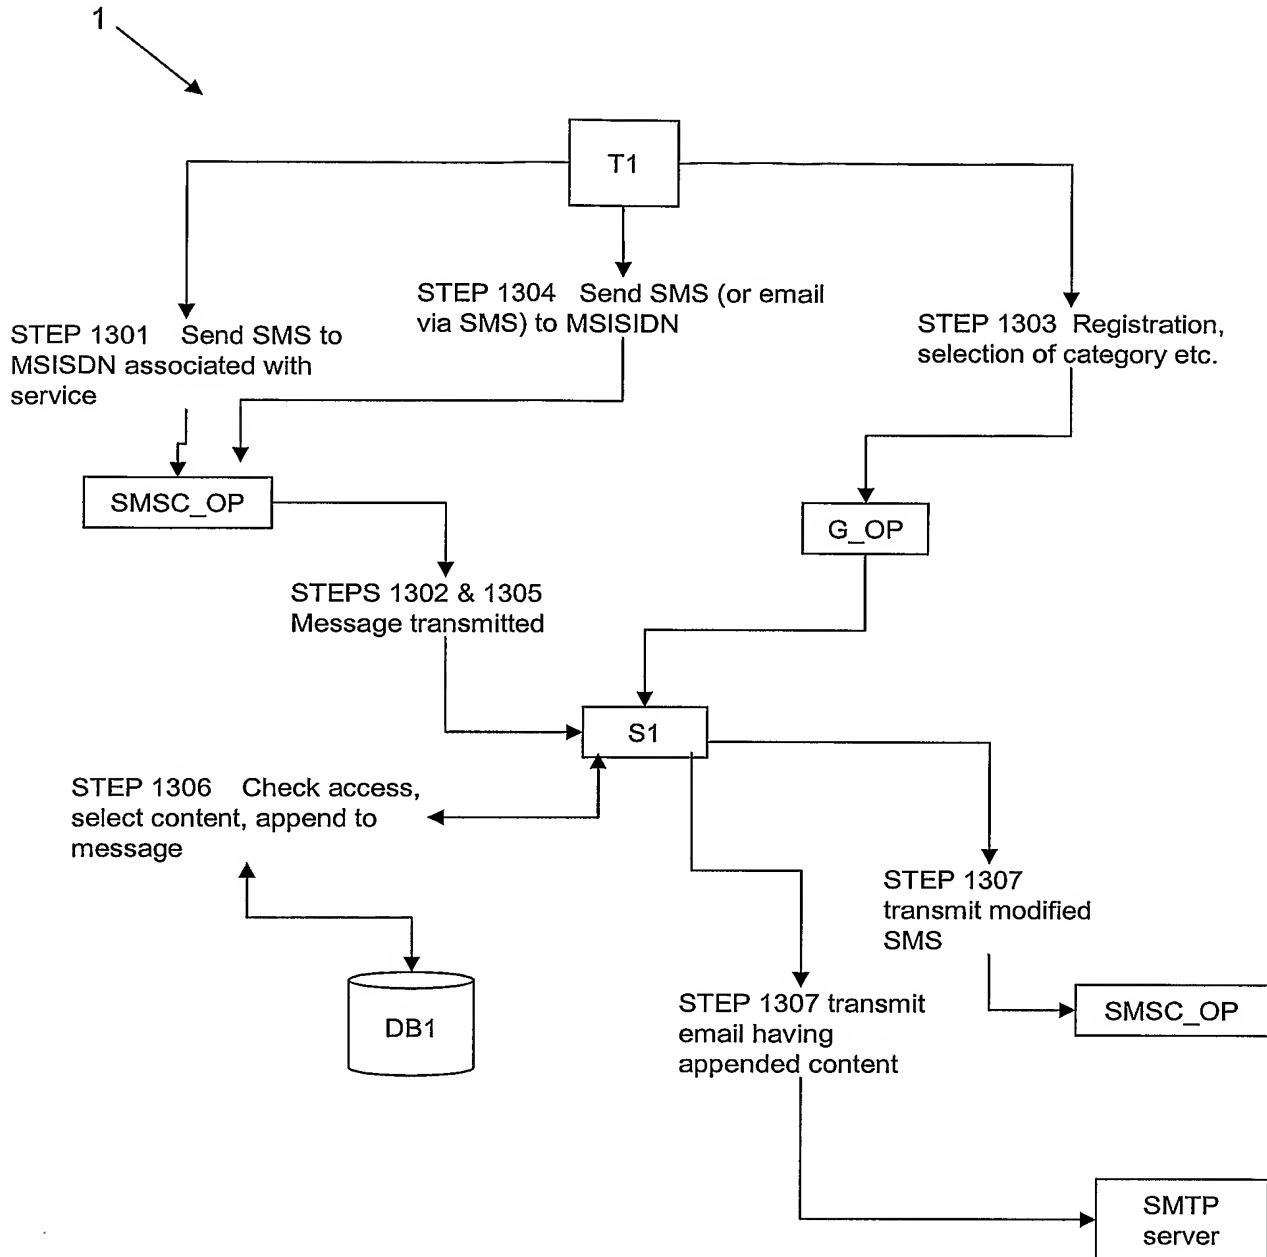 1
T1
STEP 1304 Send SMS (or email
via SMS) to MSISIDN
STEP 1301 Send SMS to
MSISDN associated with
service
STEP 1303 Registration,
selection of category etc.
SMSC_OP
G_OP
STEPS 1302 & 1305
Message transmitted
S1
STEP 1306 Check access,
select content, append to
message
STEP 1307
transmit modified
SMS
DB1
STEP 1307 transmit
email having
appended content
SMSC_OP
SMTP
server